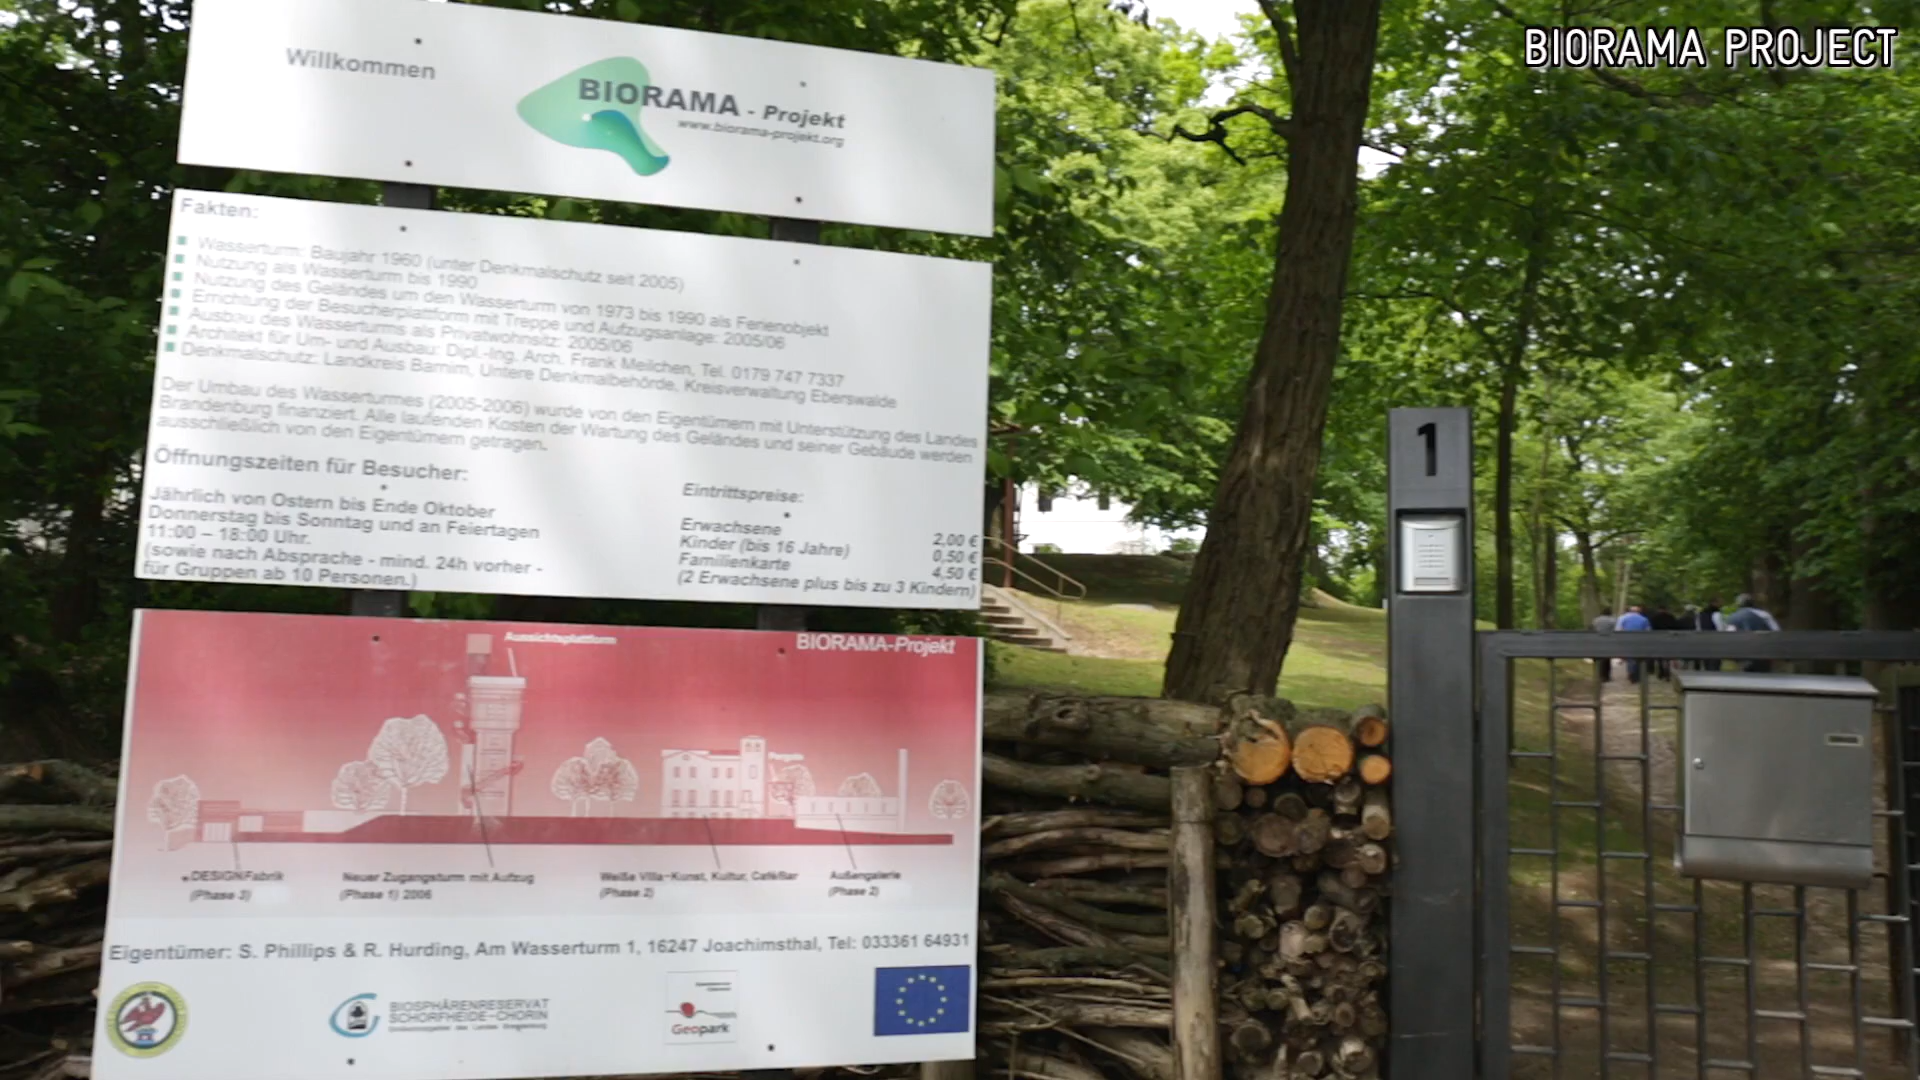 BIORAMA PROJECT
Willkommen
BIORAMA - Projekt
www.biorama-projekt.org
Fakten:
Wasserturm: Baujahr 1960 (unter Denkmalschutz seit 2005)
Nutzung als Wasserturm bis 1990
Nutzung des Geländes um den Wasserturm von 1973 bis 1990 als Ferienobjekt
Errichtung der Besucherplattform mit Treppe und Aufzugsanlage: 2005/06
Ausbau des Wasserturms als Privatwohnsitz: 2005/06
Architekt für Um- und Ausbau: Dipl.-Ing. Arch. Frank Meilchen, Tel. 0179 747 7337
Denkmalschutz: Landkreis Barnim, Untere Denkmalbehörde, Kreisverwaltung Eberswalde
Der Umbau des Wasserturmes (2005-2006) wurde von den Eigentümern mit Unterstützung des Landes
Brandenburg finanziert. Alle laufenden Kosten der Wartung des Geländes und seiner Gebäude werden
ausschließlich von den Eigentümern getragen.
Öffnungszeiten für Besucher:
Jährlich von Ostern bis Ende Oktober
Donnerstag bis Sonntag und an Feiertagen
11:00 – 18:00 Uhr.
(sowie nach Absprache - mind. 24h vorher -
für Gruppen ab 10 Personen.)
Eintrittspreise:
Erwachsene 2,00 €
Kinder (bis 16 Jahre) 0,50 €
Familienkarte 4,50 €
(2 Erwachsene plus bis zu 3 Kindern)
Aussichtsplattform
BIORAMA-Projekt
DESIGNFabrik
(Phase 3)
Neuer Zugangsturm mit Aufzug
(Phase 1) 2006
Weiße Villa-Kunst, Kultur, Café/Bar
(Phase 2)
Außengalerie
(Phase 2)
Eigentümer: S. Phillips & R. Hurding, Am Wasserturm 1, 16247 Joachimsthal, Tel: 033361 64931
BIOSPHÄRENRESERVAT
SCHORFHEIDE-CHORIN
Geopark
1